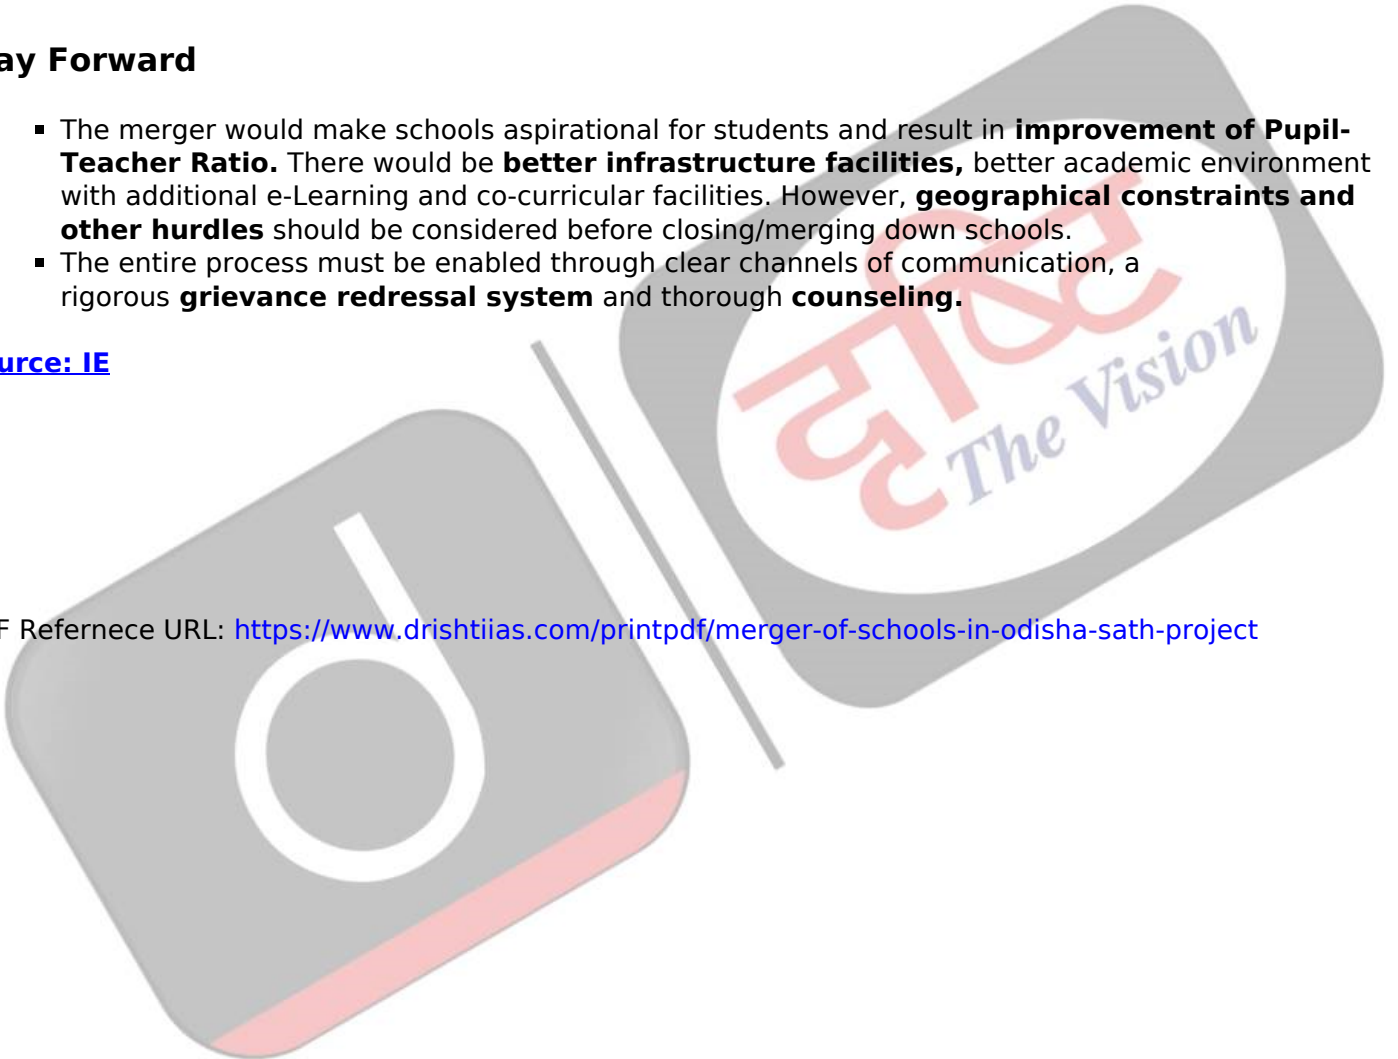 ay Forward
▪ The merger would make schools aspirational for students and result in improvement of Pupil-
Teacher Ratio. There would be better infrastructure facilities, better academic environment
with additional e-Learning and co-curricular facilities. However, geographical constraints and
other hurdles should be considered before closing/merging down schools.
▪ The entire process must be enabled through clear channels of communication, a
rigorous grievance redressal system and thorough counseling.
urce: IE
दृष्टि
The Vision
d
F Refernece URL: https://www.drishtiias.com/printpdf/merger-of-schools-in-odisha-sath-project